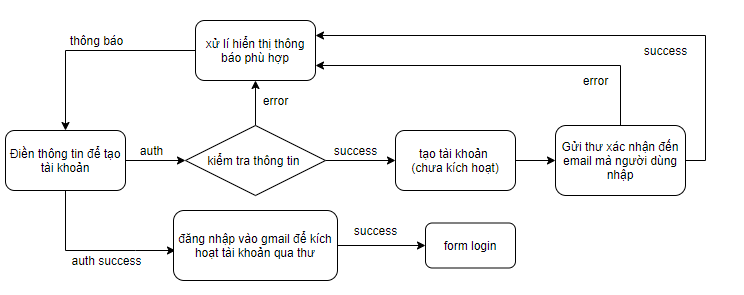 thông báo
xử lí hiển thị thông
báo phù hợp
success
error
error
Điền thông tin để tạo
tài khoản
auth
kiểm tra thông tin
success
tạo tài khoản
(chưa kích hoạt)
Gửi thư xác nhận đến
email mà người dùng
nhập
auth success
đăng nhập vào gmail để kích
hoạt tài khoản qua thư
success
form login